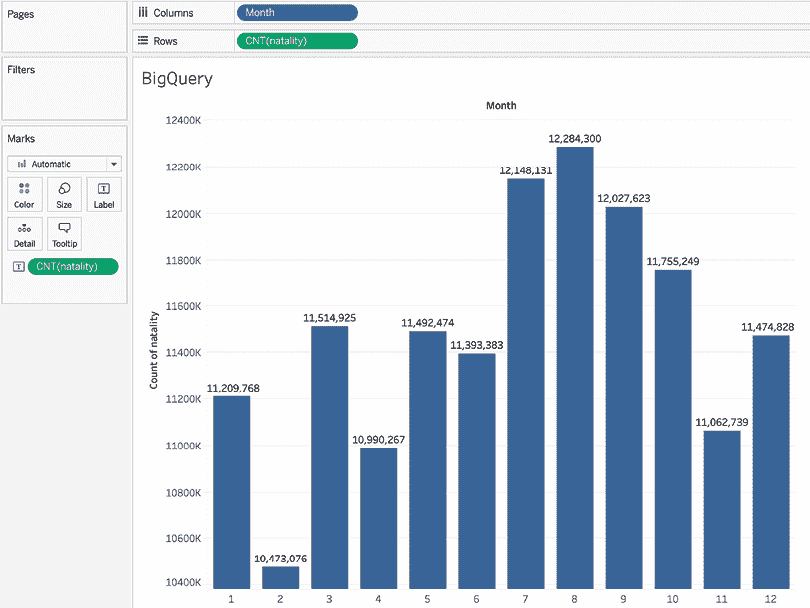 Pages
Columns
Month
Rows
CNT(natality)
Filters
Marks
Automatic
Color
Size
Label
Detail
Tooltip
CNT(natality)
BigQuery
Month
Count of natality
12400K
12200K
12000K
11800K
11600K
11400K
11200K
11000K
10800K
10600K
10400K
11,209,768
10,473,076
11,514,925
10,990,267
11,492,474
11,393,383
12,148,131
12,284,300
12,027,623
11,755,249
11,062,739
11,474,828
1 2 3 4 5 6 7 8 9 10 11 12